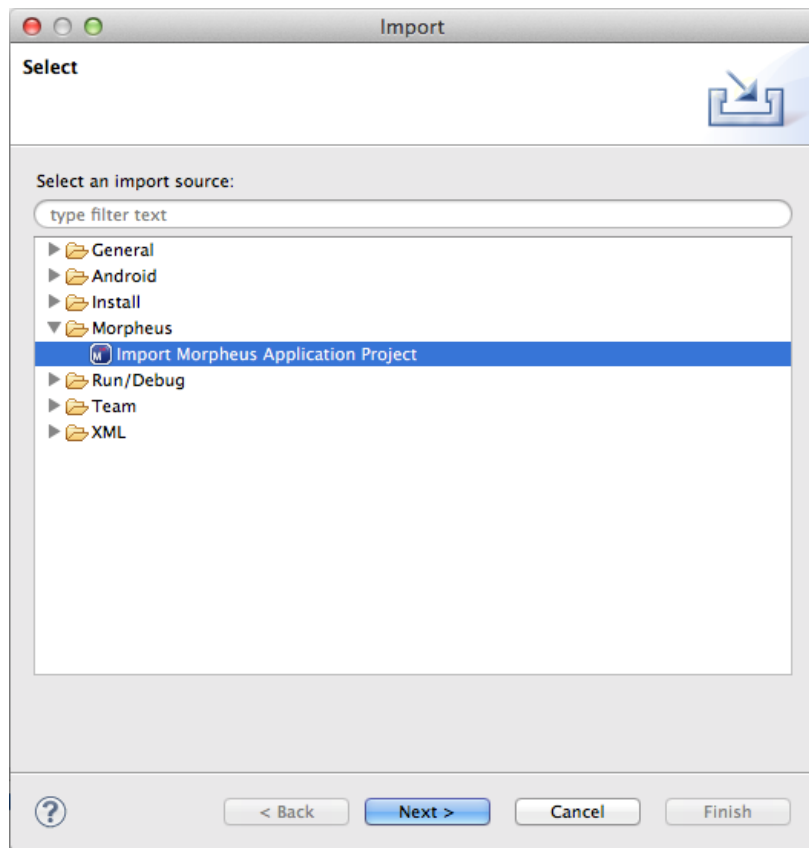 Import
Select
Select an import source:
type filter text
General
Android
Install
Morpheus
M Import Morpheus Application Project
Run/Debug
Team
XML
? < Back Next > Cancel Finish